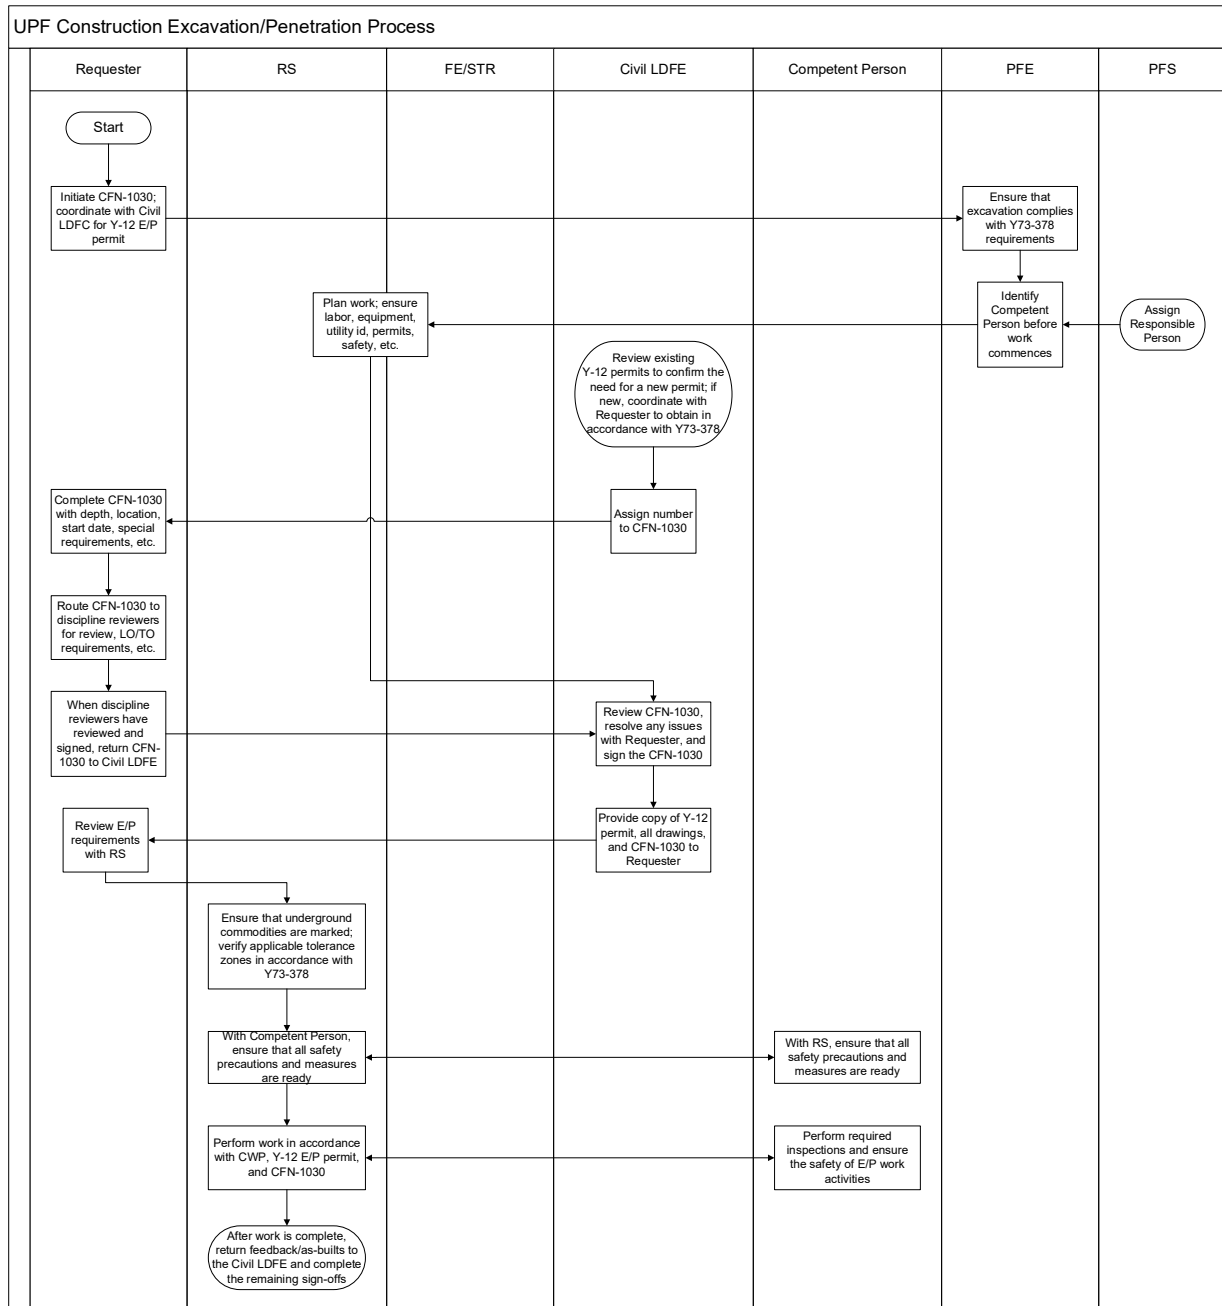 UPF Construction Excavation/Penetration Process
Requester
RS
FE/STR
Civil LDFE
Competent Person
PFE
PFS
Start
Initiate CFN-1030;
coordinate with Civil
LDFC for Y-12 E/P
permit
Ensure that
excavation complies
with Y73-378
requirements
Plan work; ensure
labor, equipment,
utility id, permits,
safety, etc.
Identify
Competent
Person before
work
commences
Assign
Responsible
Person
Review existing
Y-12 permits to confirm the
need for a new permit; if
new, coordinate with
Requester to obtain in
accordance with Y73-378
Complete CFN-1030
with depth, location,
start date, special
requirements, etc.
Assign number
to CFN-1030
Route CFN-1030 to
discipline reviewers
for review, LO/TO
requirements, etc.
When discipline
reviewers have
reviewed and
signed, return CFN-
1030 to Civil LDFE
Review CFN-1030,
resolve any issues
with Requester, and
sign the CFN-1030
Review E/P
requirements
with RS
Provide copy of Y-12
permit, all drawings,
and CFN-1030 to
Requester
Ensure that underground
commodities are marked;
verify applicable tolerance
zones in accordance with
Y73-378
With Competent Person,
ensure that all safety
precautions and measures
are ready
With RS, ensure that all
safety precautions and
measures are ready
Perform work in accordance
with CWP, Y-12 E/P permit,
and CFN-1030
Perform required
inspections and ensure
the safety of E/P work
activities
After work is complete,
return feedback/as-builts to
the Civil LDFE and complete
the remaining sign-offs